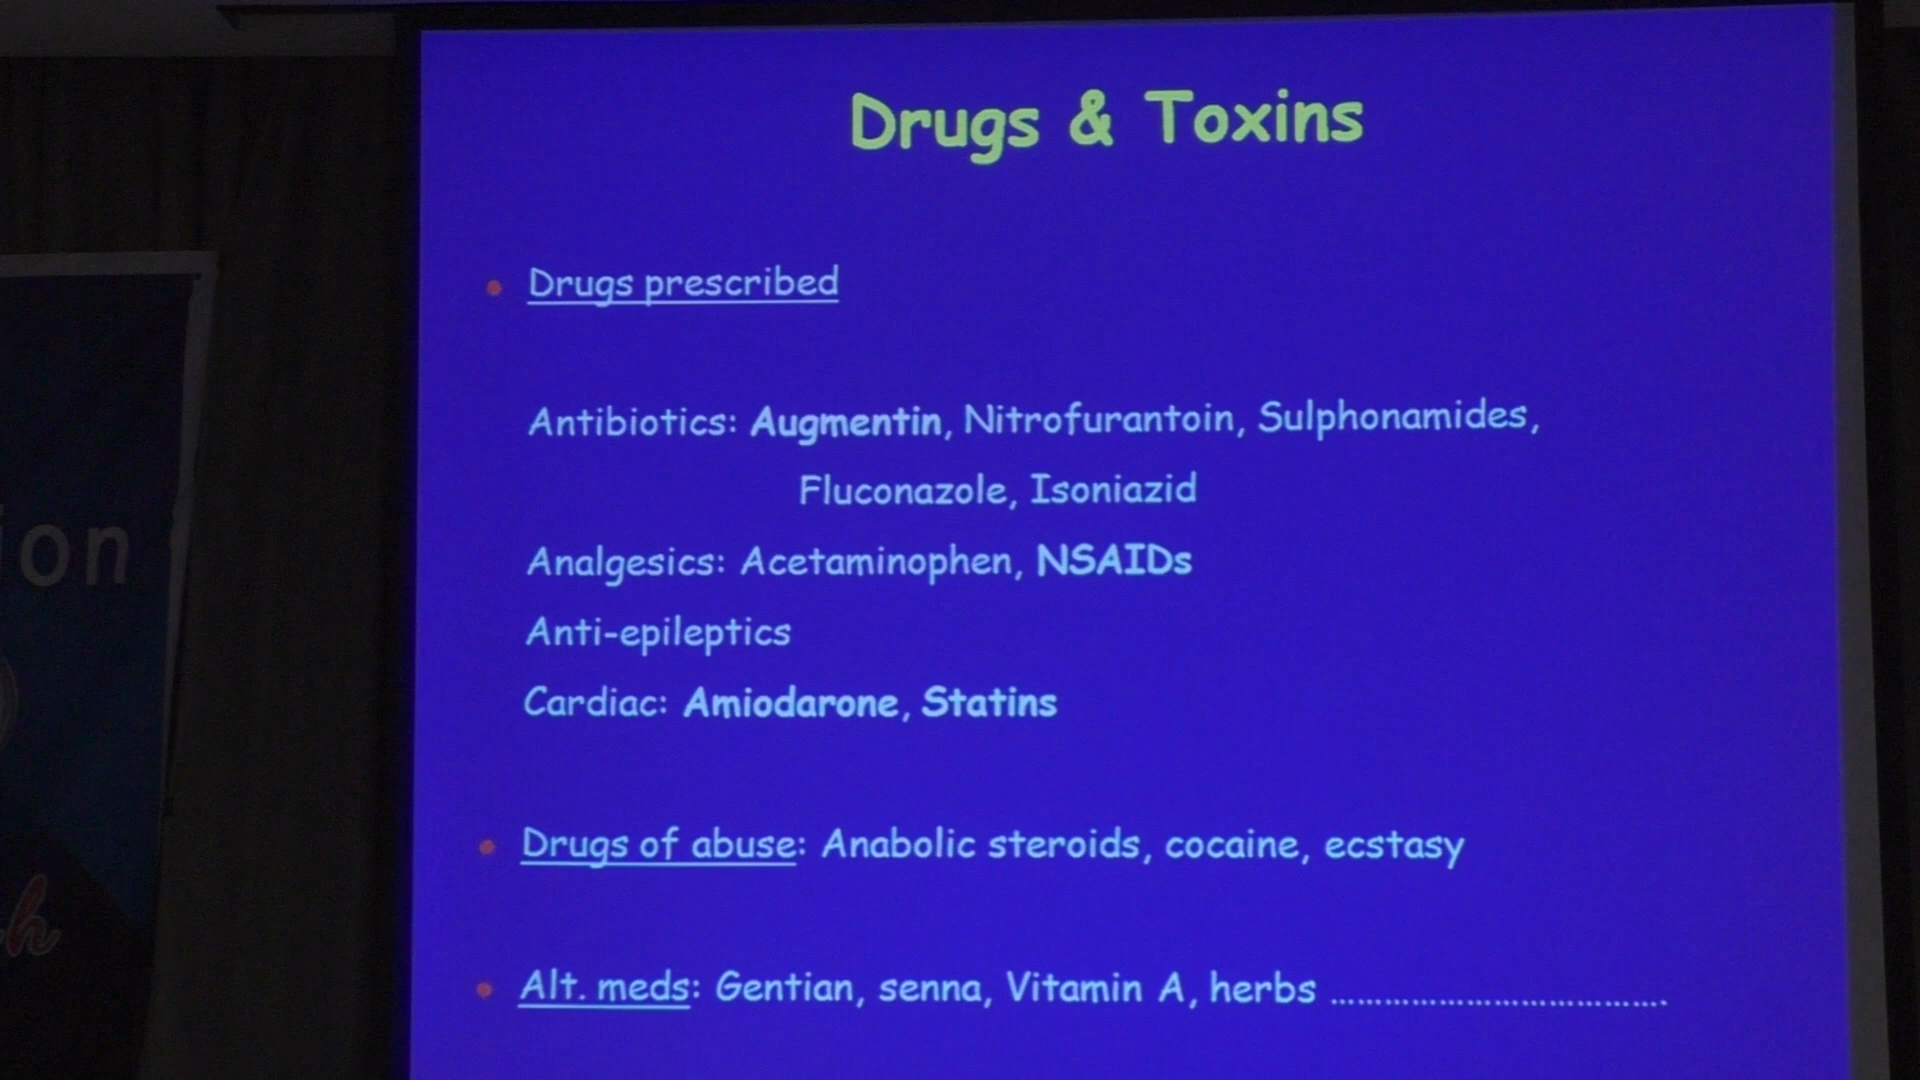 Drugs & Toxins
Drugs prescribed
Antibiotics: Augmentin, Nitrofurantoin, Sulphonamides,
Fluconazole, Isoniazid
Analgesics: Acetaminophen, NSAIDs
Anti-epileptics
Cardiac: Amiodarone, Statins
Drugs of abuse: Anabolic steroids, cocaine, ecstasy
Alt. meds: Gentian, senna, Vitamin A, herbs ......................................
ion
h